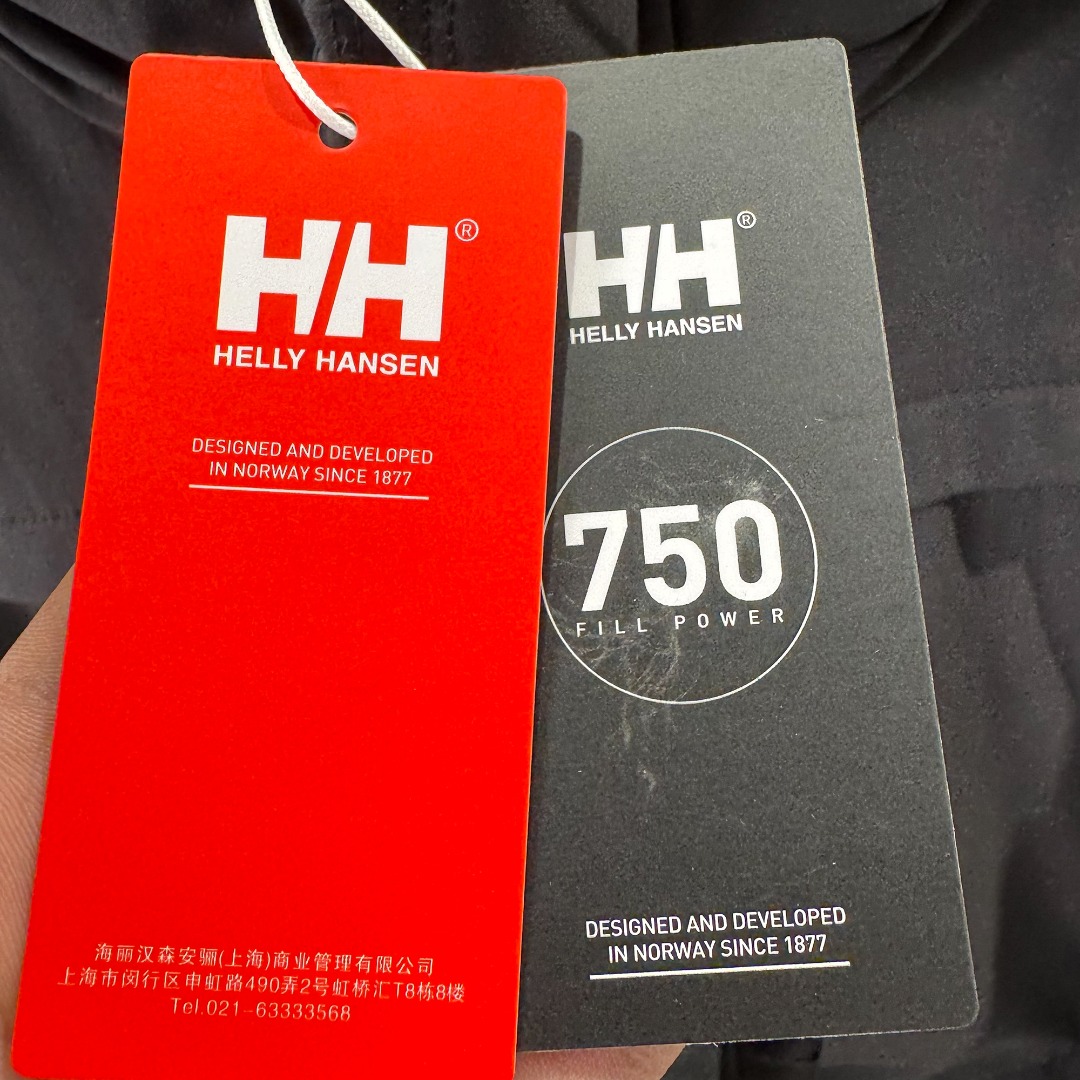 HH®
HELLY HANSEN
DESIGNED AND DEVELOPED
IN NORWAY SINCE 1877
海丽汉森安骊(上海)商业管理有限公司
上海市闵行区申虹路490弄2号虹桥汇T8栋8楼
Tel.021-63333568
HH®
HELLY HANSEN
750
FILL POWER
DESIGNED AND DEVELOPED
IN NORWAY SINCE 1877